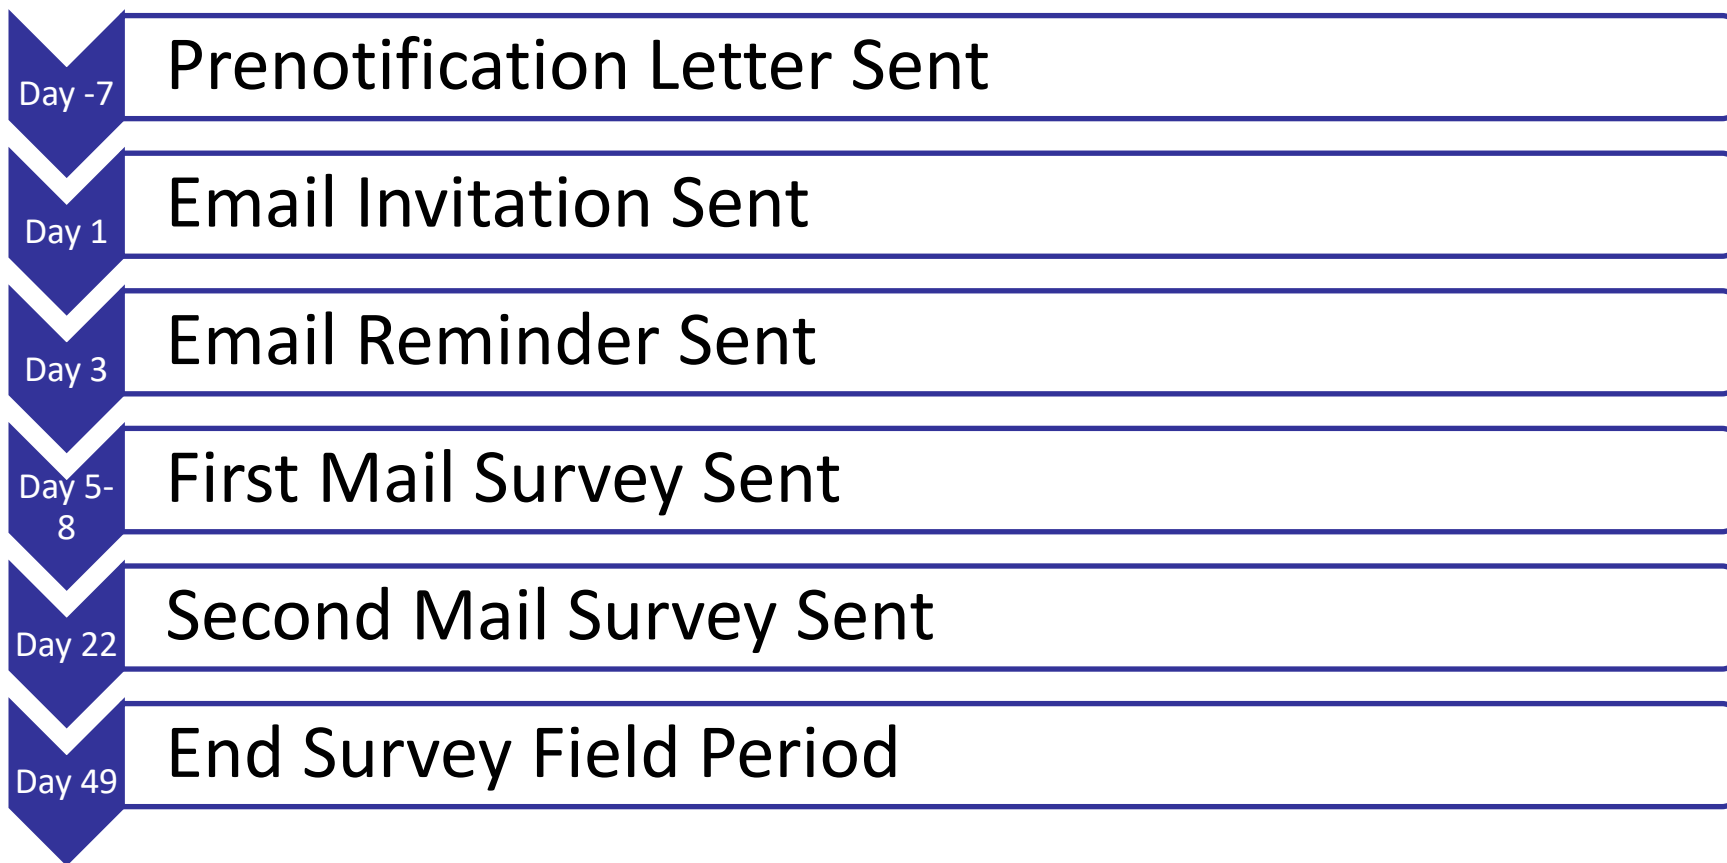 Day -7
Prenotification Letter Sent
Day 1
Email Invitation Sent
Day 3
Email Reminder Sent
Day 5-
8
First Mail Survey Sent
Day 22
Second Mail Survey Sent
Day 49
End Survey Field Period